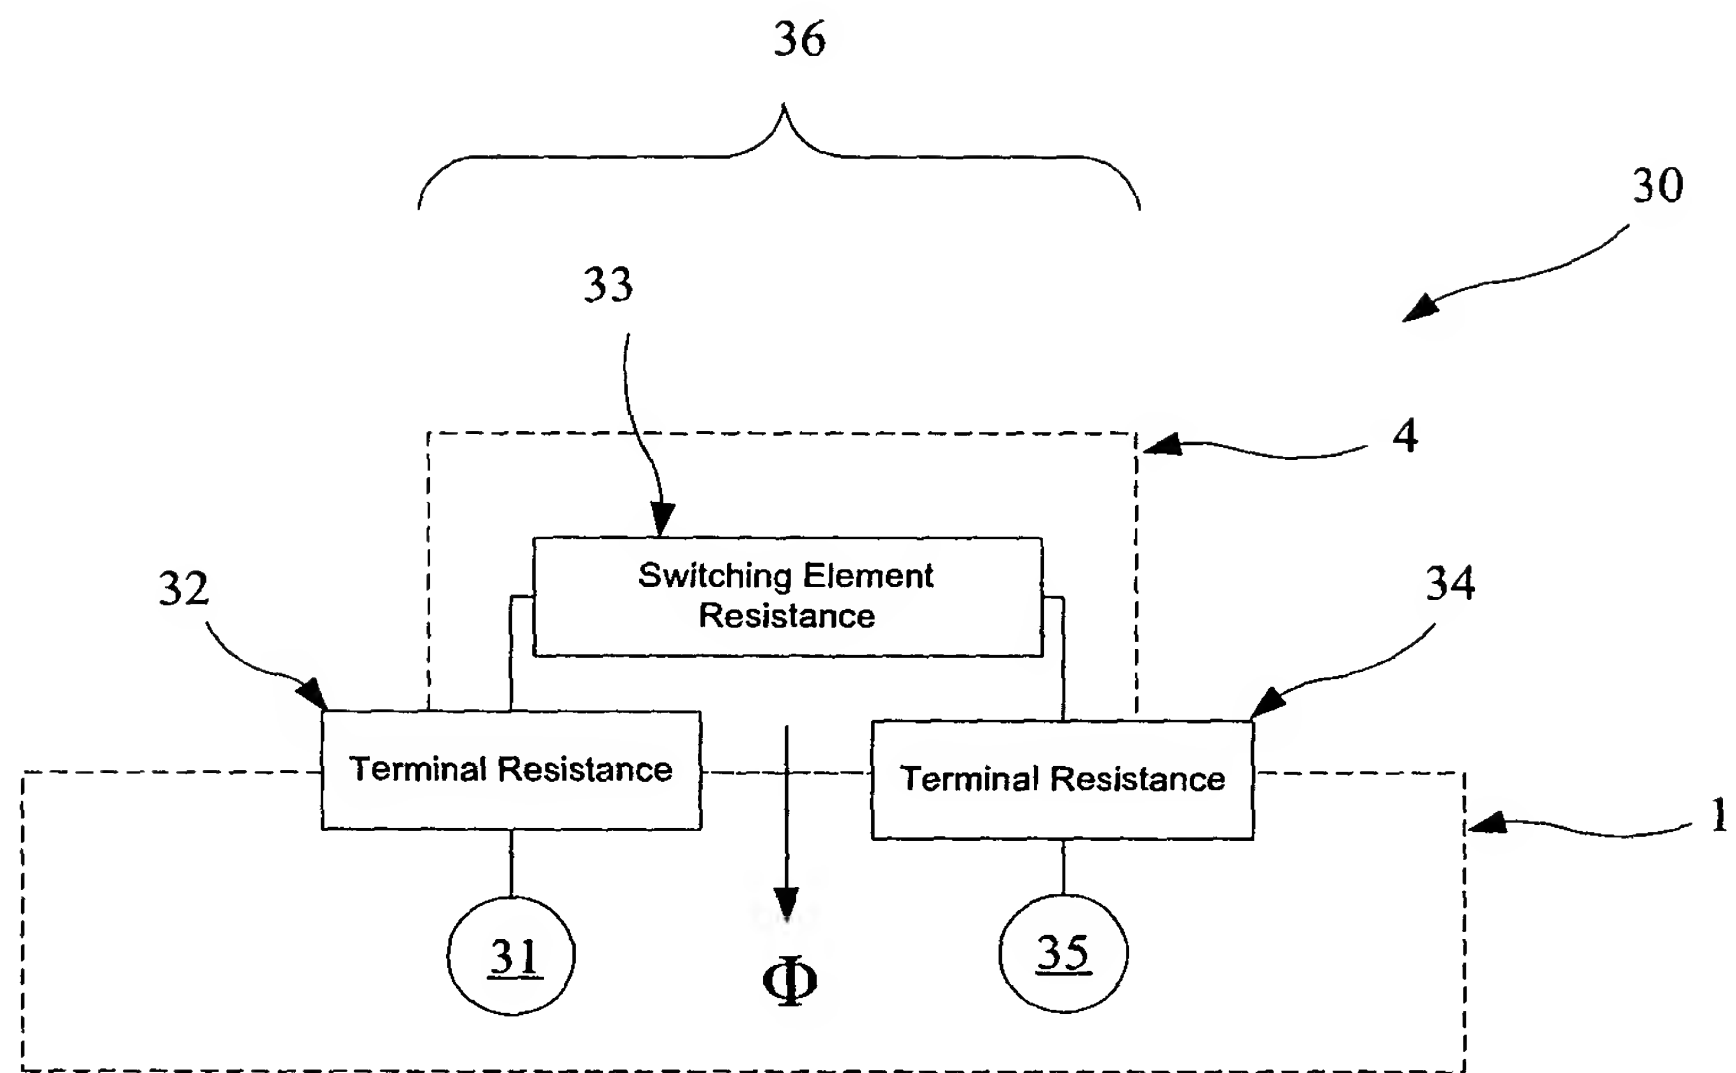 36
30
33
4
Switching Element
Resistance
32
34
Terminal Resistance
Terminal Resistance
1
31
35
Φ